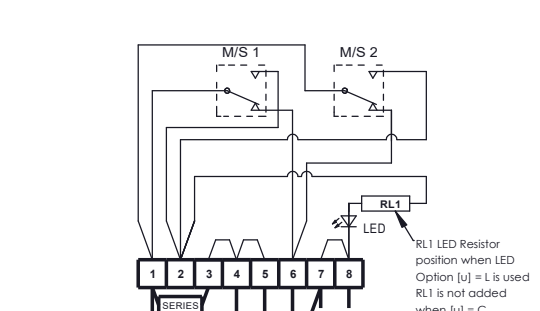 M/S 1
M/S 2
RL1
LED
RL1 LED Resistor
position when LED
Option [u] = L is used
RL1 is not added
when [u] = C
1 2 3 4 5 6 7 8
SERIES